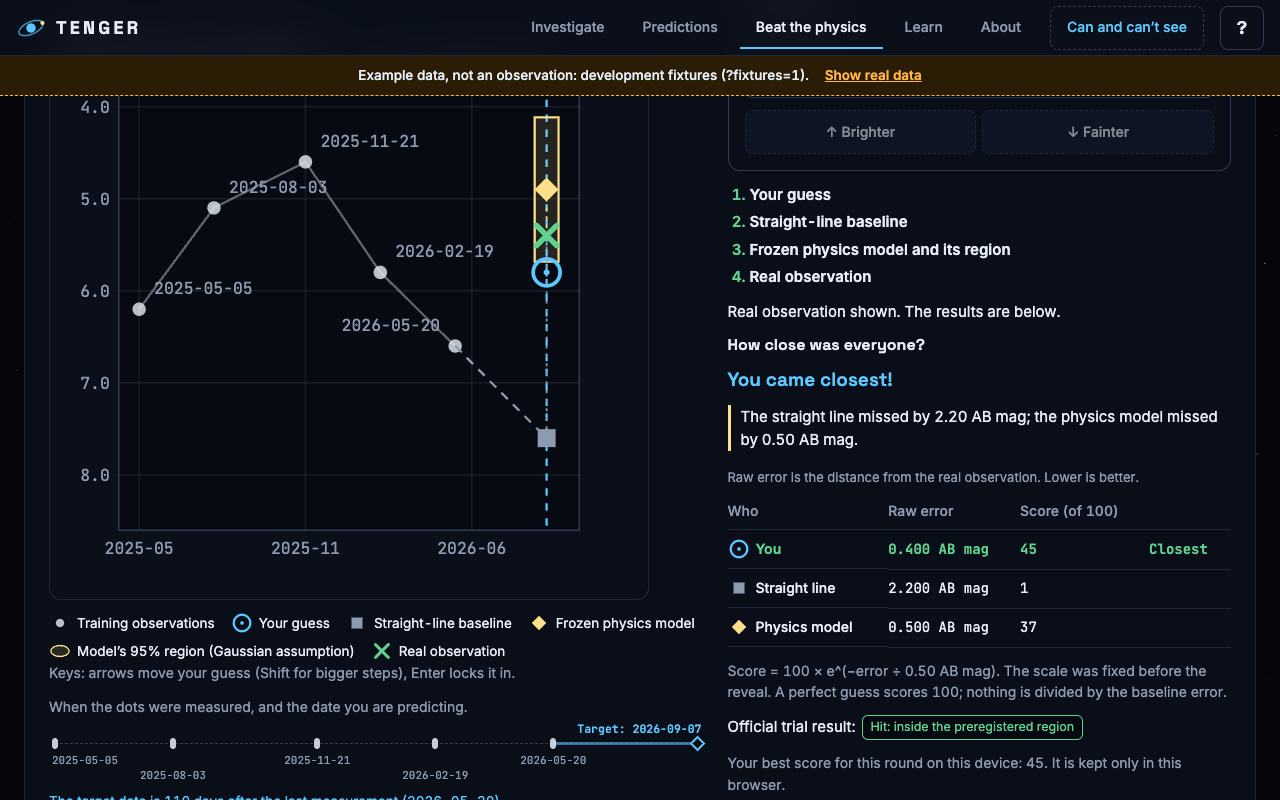 TENGER
Investigate
Predictions
Beat the physics
Learn
About
Can and can't see
?
Example data, not an observation: development fixtures (?fixtures=1). Show real data
4.0
5.0
6.0
7.0
8.0
2025-11-21
2025-08-03
2026-02-19
2025-05-05
2026-05-20
2025-05
2025-11
2026-06
Training observations
Your guess
Straight-line baseline
Frozen physics model
Model's 95% region (Gaussian assumption)
Real observation
Keys: arrows move your guess (Shift for bigger steps), Enter locks it in.
When the dots were measured, and the date you are predicting.
Target: 2026-09-07
2025-05-05
2025-08-03
2025-11-21
2026-02-19
2026-05-20
The target date is 110 days after the last measurement (2026-05-20)
↑ Brighter
↓ Fainter
1. Your guess
2. Straight-line baseline
3. Frozen physics model and its region
4. Real observation
Real observation shown. The results are below.
How close was everyone?
You came closest!
The straight line missed by 2.20 AB mag; the physics model missed
by 0.50 AB mag.
Raw error is the distance from the real observation. Lower is better.
Who Raw error Score (of 100)
You 0.400 AB mag 45 Closest
Straight line 2.200 AB mag 1
Physics model 0.500 AB mag 37
Score = 100 × e^(−error ÷ 0.50 AB mag). The scale was fixed before the
reveal. A perfect guess scores 100; nothing is divided by the baseline error.
Official trial result: Hit: inside the preregistered region
Your best score for this round on this device: 45. It is kept only in this
browser.